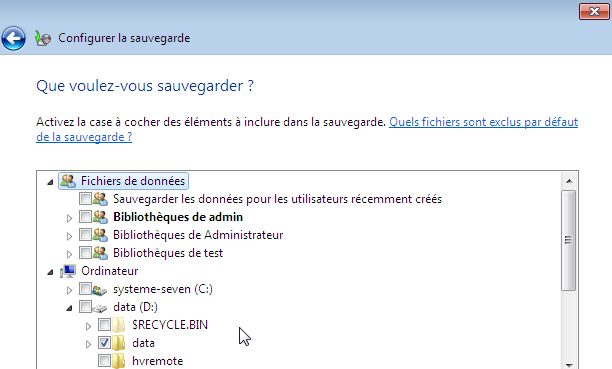 Configurer la sauvegarde
Que voulez-vous sauvegarder ?
Activez la case à cocher des éléments à inclure dans la sauvegarde. Quels fichiers sont exclus par défaut
de la sauvegarde ?
Fichiers de données
Sauvegarder les données pour les utilisateurs récemment créés
Bibliothèques de admin
Bibliothèques de Administrateur
Bibliothèques de test
Ordinateur
systeme-seven (C:)
data (D:)
$RECYCLE.BIN
data
hvremote